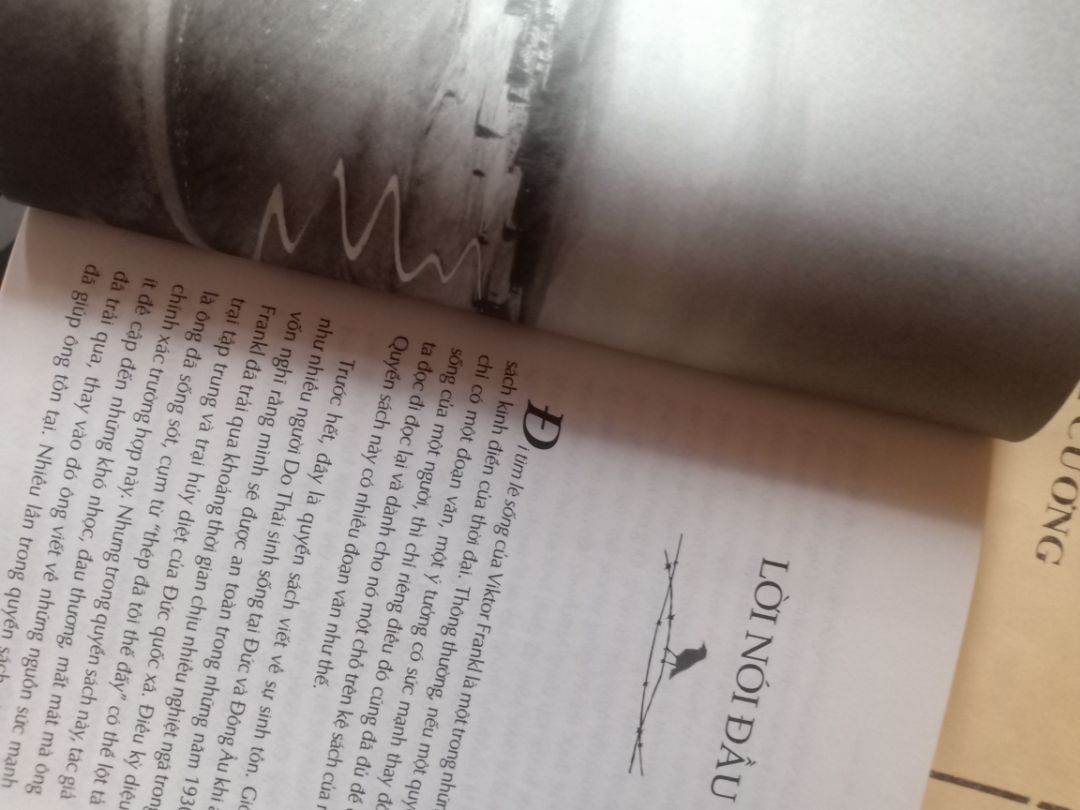 CƯƠNG
LỜI NÓI ĐẦU
Đi tìm lẽ sống của Viktor Frankl là một trong
sách kinh điển của thời đại. Thông thường, nếu một
chỉ có một đoạn văn, một ý tưởng có sức mạnh thay
sống của một người, thì chỉ riêng điều đó cũng đã đủ để
ta đọc đi đọc lại và dành cho nó một chỗ trên kệ sách của
Quyển sách này có nhiều đoạn văn như thế.
Trước hết, đây là quyển sách viết về sự sinh tồn.
như nhiều người Do Thái sinh sống tại Đức và Đông Âu khi
vốn nghĩ rằng mình sẽ được an toàn trong những năm
Frankl đã trải qua khoảng thời gian chịu nhiều nghiệt ngã
trại tập trung và trại hủy diệt của Đức quốc xã. Điều kỳ diệu
là ông đã sống sót, cụm từ "thép đã tôi thế đấy" có thể lột tả
chính xác trường hợp này. Nhưng trong quyển sách này, tác giả
ít đề cập đến những khó nhọc, đau thương, mất mát mà ông
đã trải qua, thay vào đó ông viết về những nguồn sức mạnh
đã giúp ông tồn tại. Nhiều lần trong quyển sách